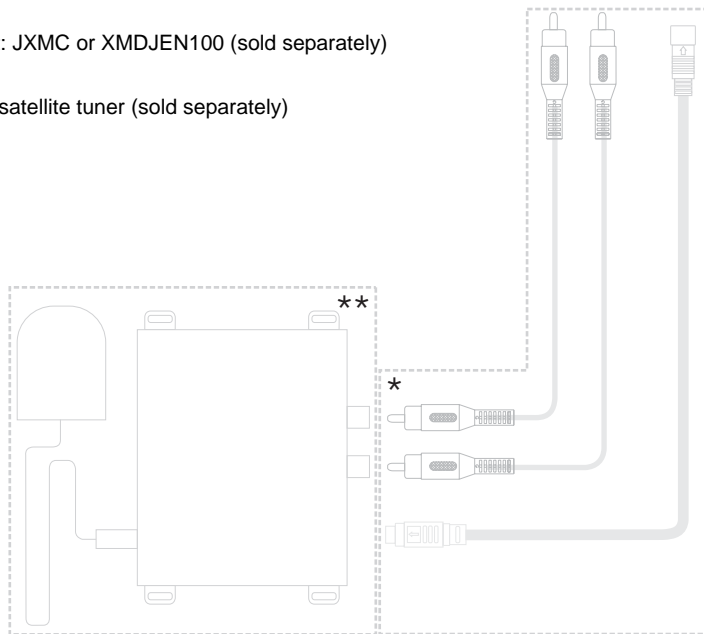 : JXMC or XMDJEN100 (sold separately)
satellite tuner (sold separately)
**
*